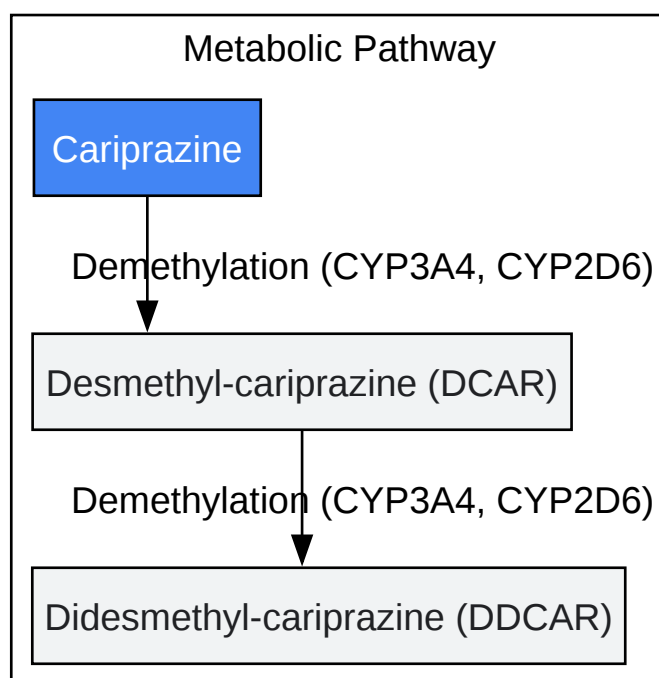 Metabolic Pathway
Cariprazine
Demethylation (CYP3A4, CYP2D6)
Desmethyl-cariprazine (DCAR)
Demethylation (CYP3A4, CYP2D6)
Didesmethyl-cariprazine (DDCAR)